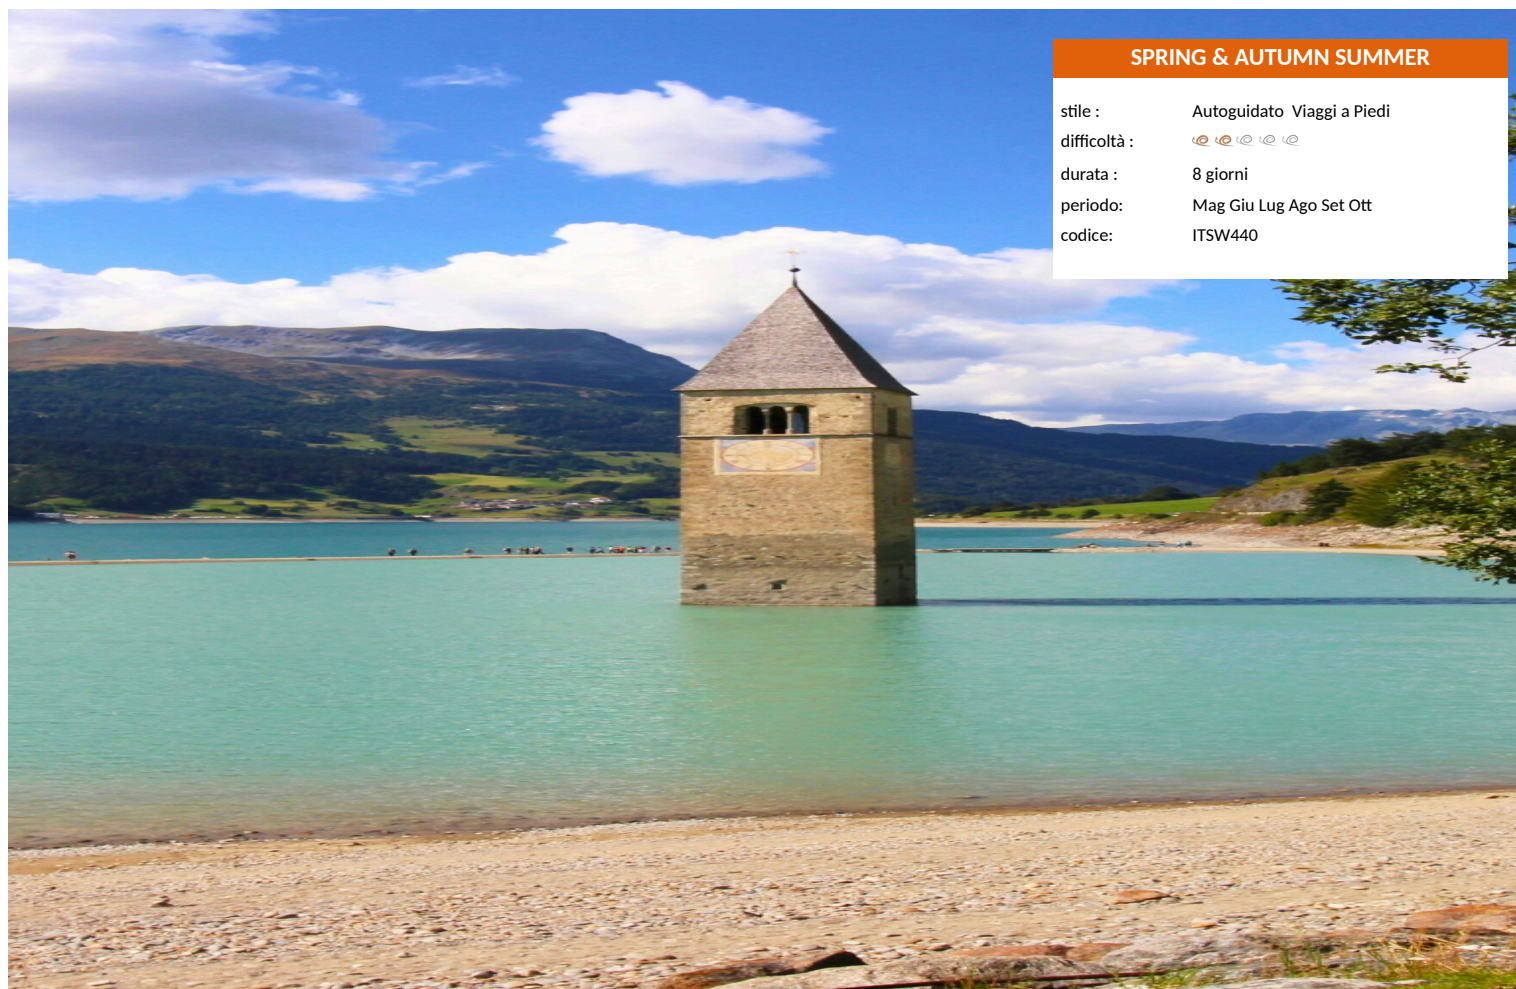 SPRING & AUTUMN SUMMER
stile : Autoguidato Viaggi a Piedi
difficoltà :
durata : 8 giorni
periodo: Mag Giu Lug Ago Set Ott
codice: ITSW440